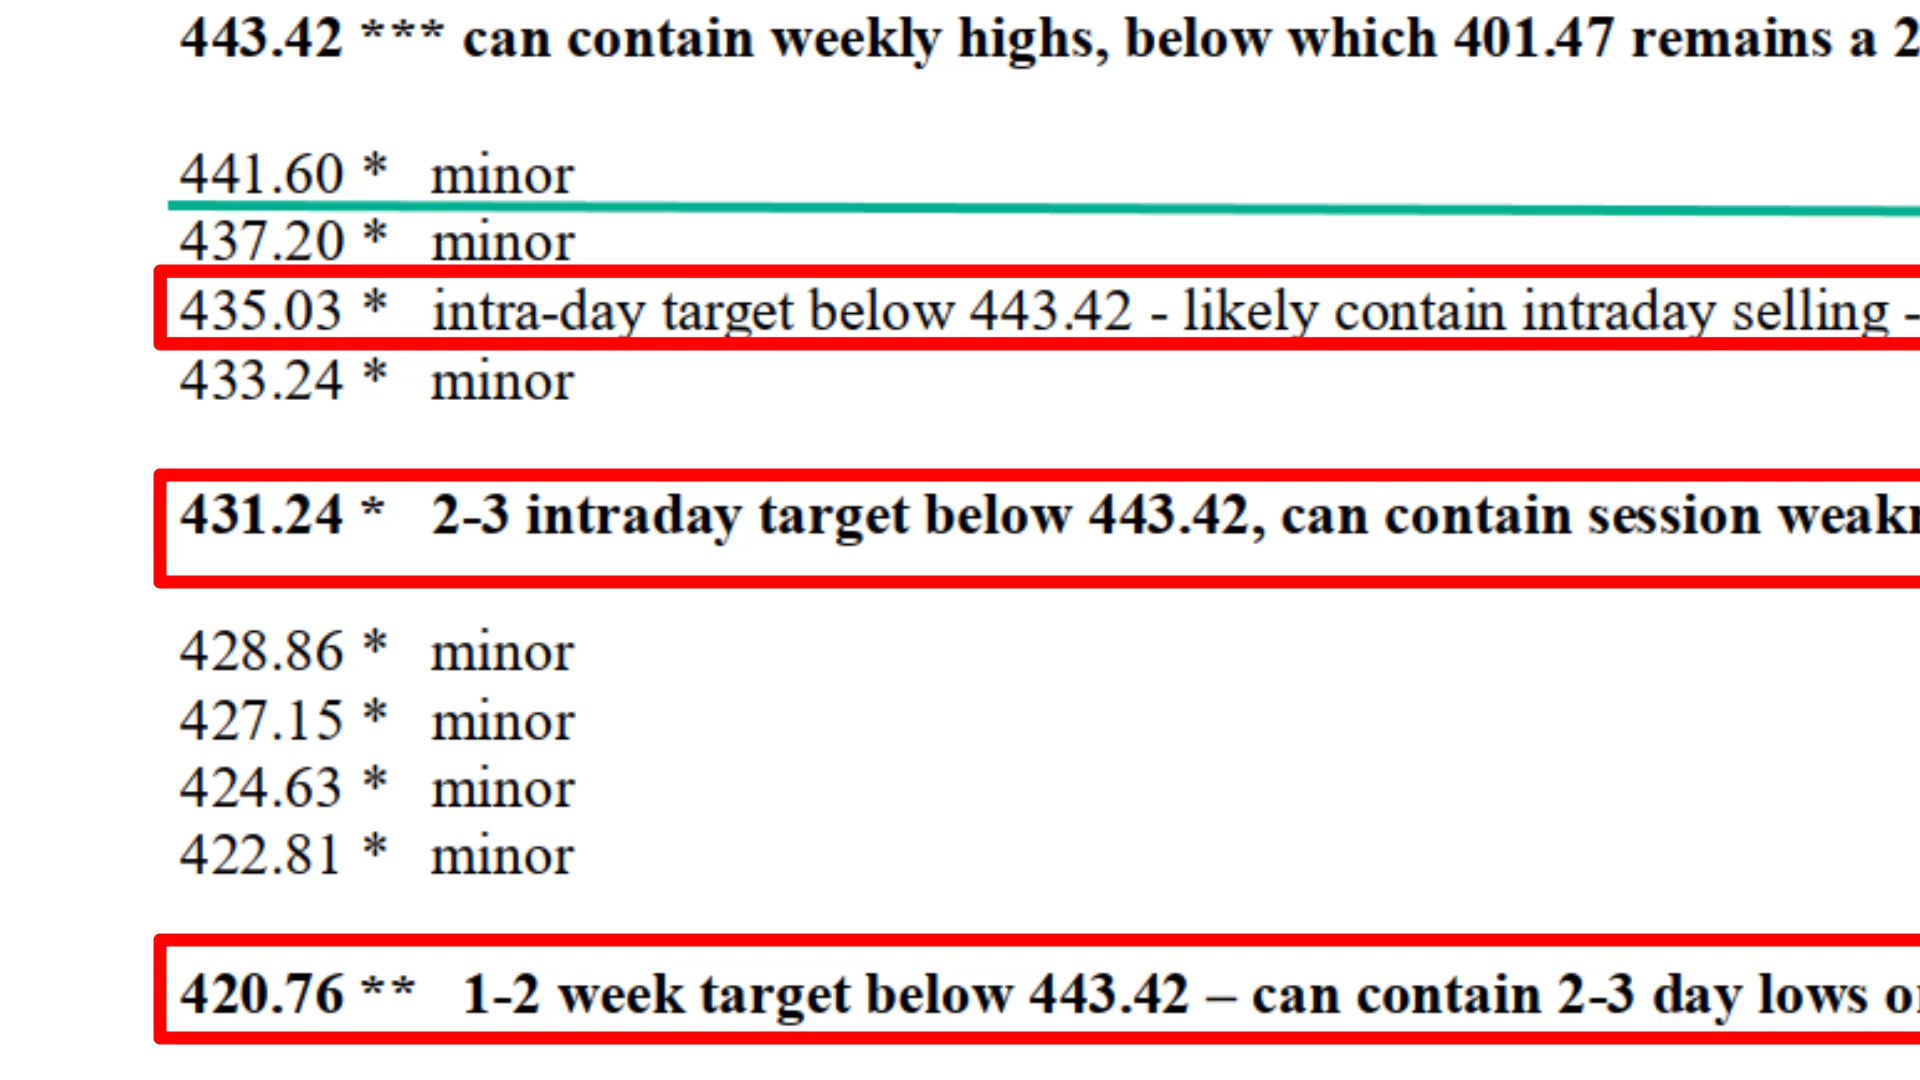 443.42 *** can contain weekly highs, below which 401.47 remains a 2
441.60 * minor
437.20 * minor
435.03 * intra-day target below 443.42 - likely contain intraday selling -
433.24 * minor
431.24 * 2-3 intraday target below 443.42, can contain session
428.86 * minor
427.15 * minor
424.63 * minor
422.81 * minor
420.76 ** 1-2 week target below 443.42 – can contain 2-3 day lows